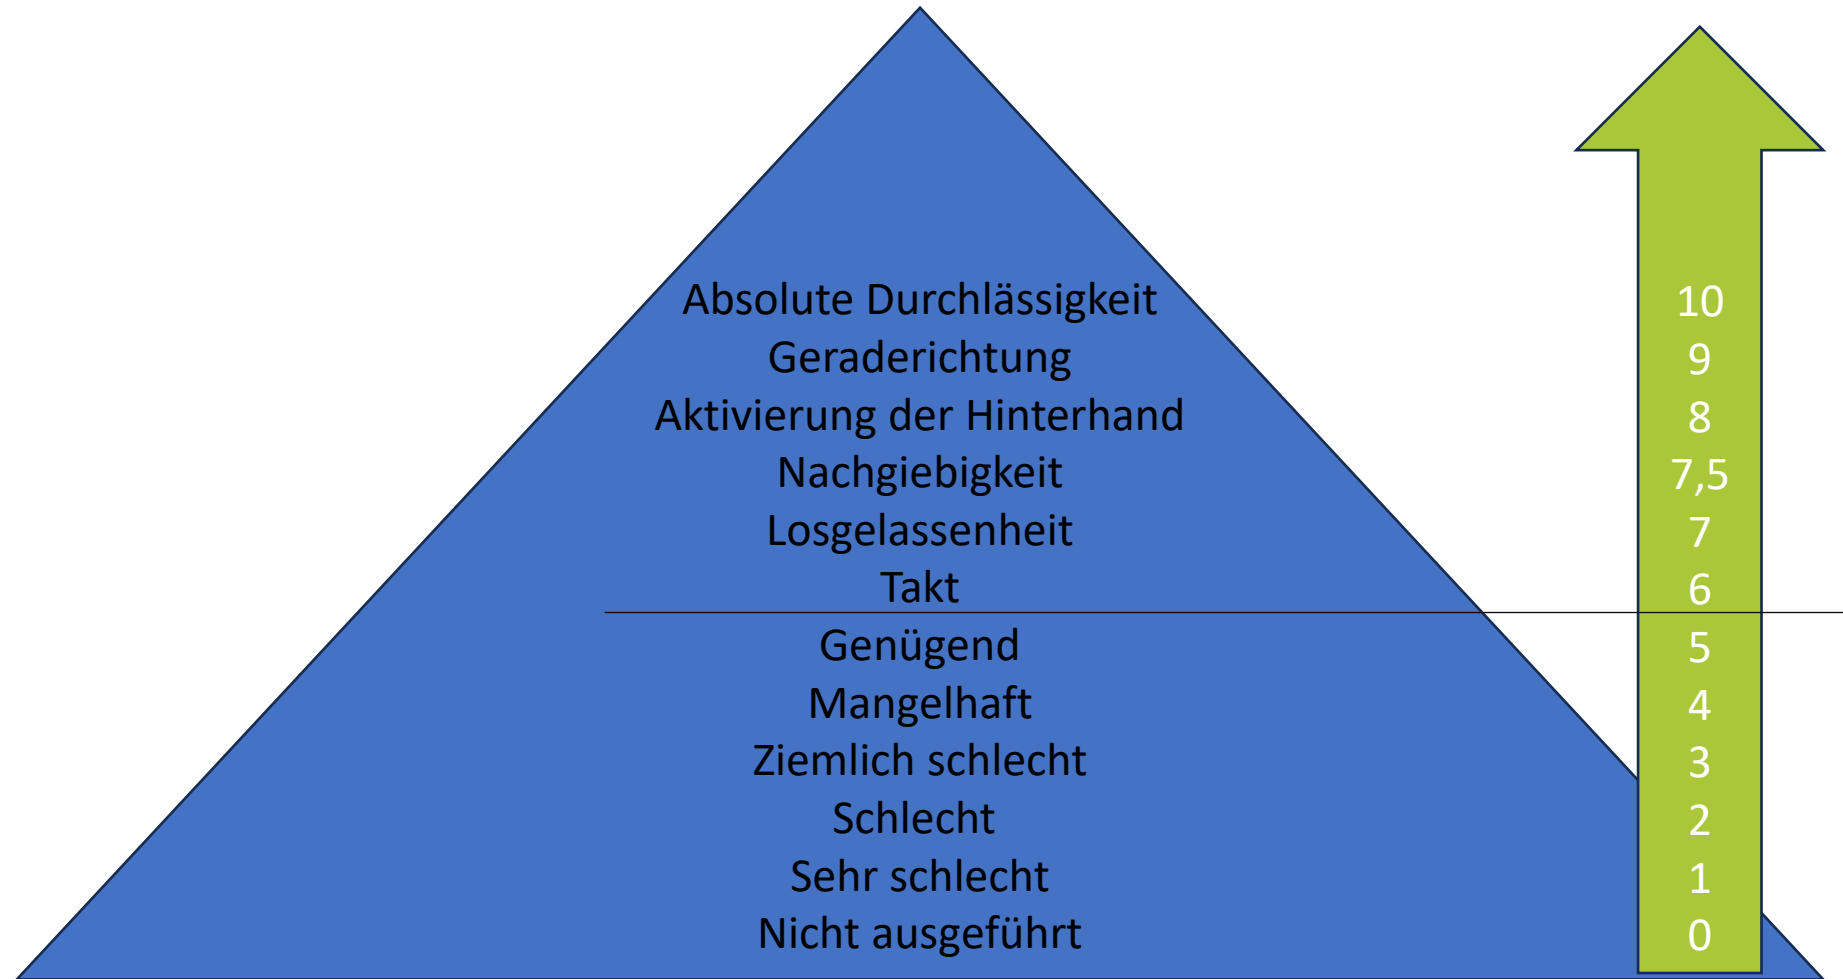 Absolute Durchlässigkeit 10
Geraderichtung 9
Aktivierung der Hinterhand 8
Nachgiebigkeit 7,5
Losgelassenheit 7
Takt 6
Genügend 5
Mangelhaft 4
Ziemlich schlecht 3
Schlecht 2
Sehr schlecht 1
Nicht ausgeführt 0